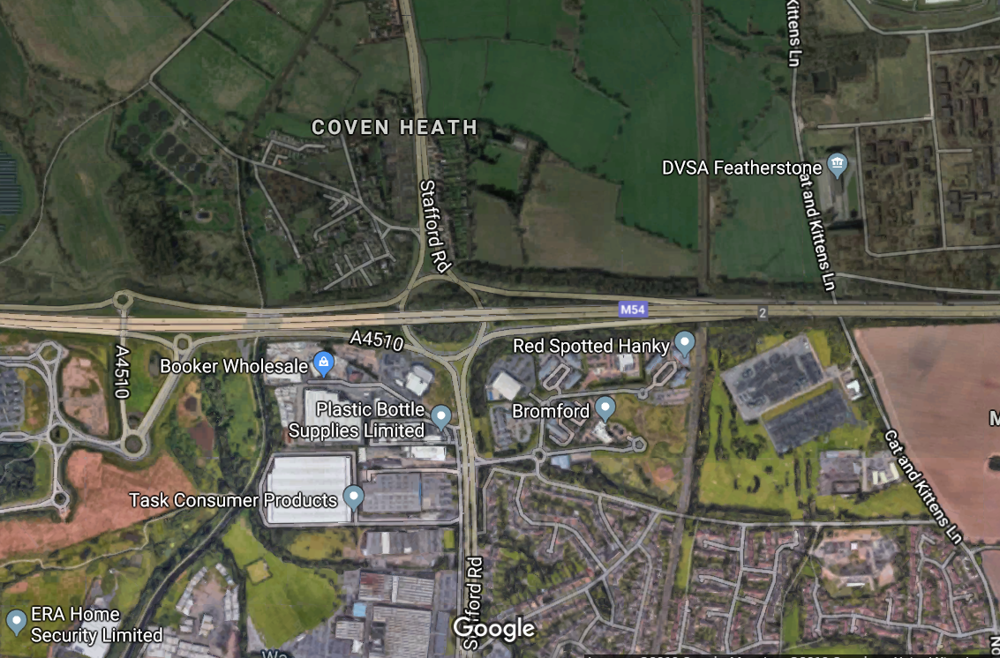 Kittens Ln
COVEN HEATH
DVSA Featherstone
Cat and Kittens Ln
Stafford Rd
M54
2
A4510
Red Spotted Hanky
A4510
Booker Wholesale
Bromford
Plastic Bottle
Supplies Limited
Cat and Kittens Ln
Task Consumer Products
Stafford Rd
ERA Home
Security Limited
Google